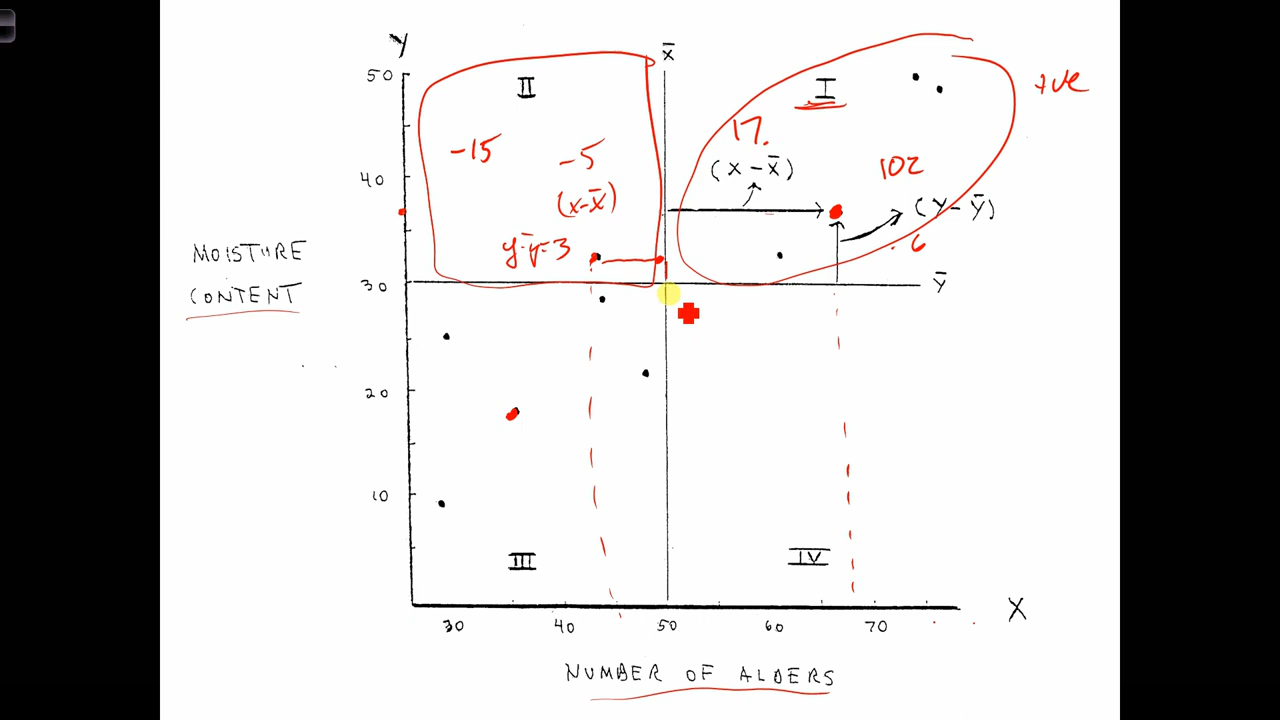 Y
X̄
50
II
I
+ve
17.
-15
-5
(x - x̄)
102
40
(x-x̄)
(Y - Ȳ)
MOISTURE
CONTENT
y-ȳ=3
.6
30
Ȳ
20
10
III
IV
30
40
50
60
70
X
NUMBER OF ALDERS